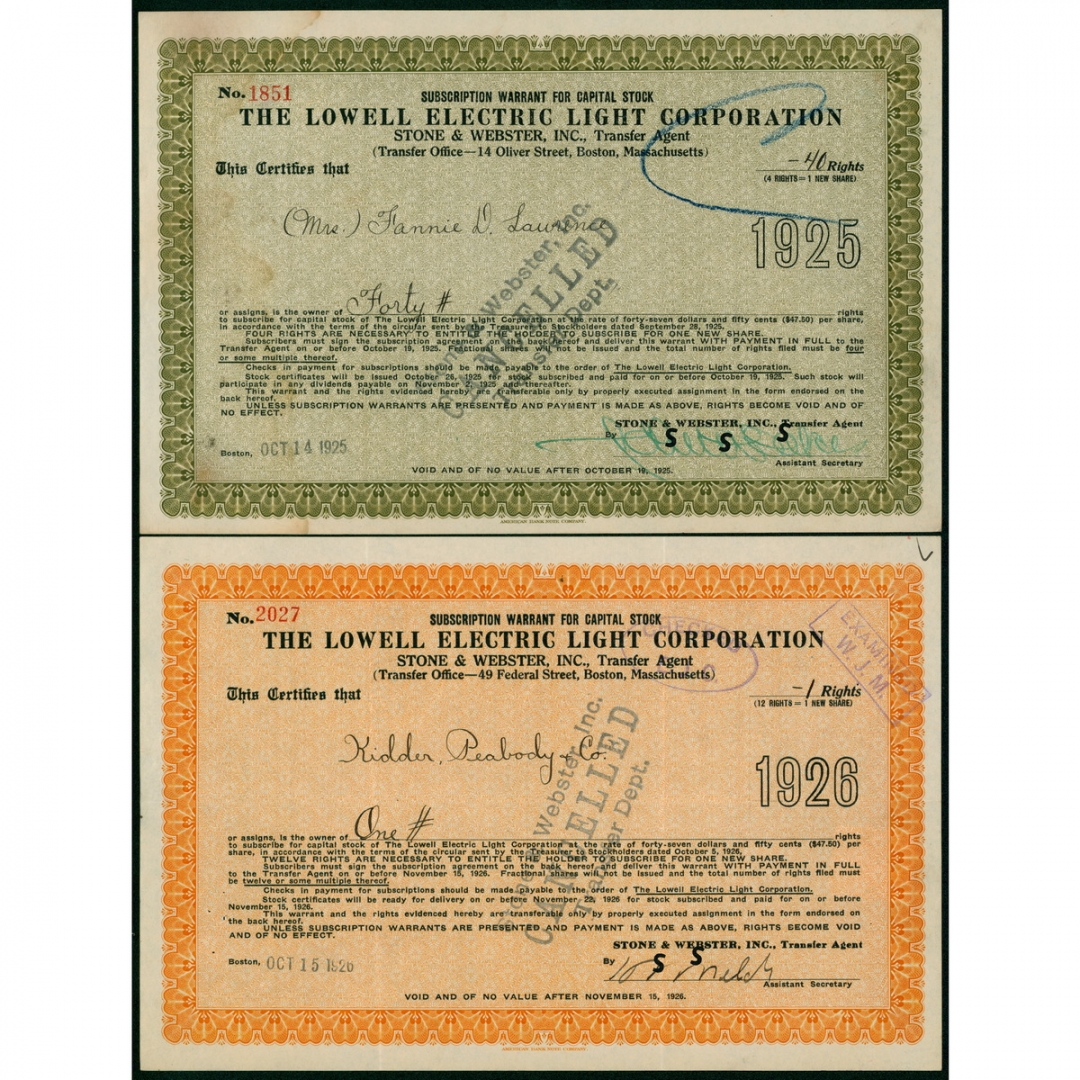 No. 1851
SUBSCRIPTION WARRANT FOR CAPITAL STOCK
THE LOWELL ELECTRIC LIGHT CORPORATION
STONE & WEBSTER, INC., Transfer Agent
(Transfer Office—14 Oliver Street, Boston, Massachusetts)
This Certifies that
-40 Rights
(4 RIGHTS = 1 NEW SHARE)
(Mrs.) Fannie D. Lawrence
1925
Webster, Inc.
CANCELLED
Transfer Dept.
or assigns, is the owner of Forty # rights
to subscribe for capital stock of The Lowell Electric Light Corporation at the rate of forty-seven dollars and fifty cents ($47.50) per share,
in accordance with the terms of the circular sent by the Treasurer to Stockholders dated September 28, 1925.
FOUR RIGHTS ARE NECESSARY TO ENTITLE THE HOLDER TO SUBSCRIBE FOR ONE NEW SHARE.
Subscribers must sign the subscription agreement on the back hereof and deliver this warrant WITH PAYMENT IN FULL to the
Transfer Agent on or before October 19, 1925. Fractional shares will not be issued and the total number of rights filed must be four
or some multiple thereof.
Checks in payment for subscriptions should be made payable to the order of The Lowell Electric Light Corporation.
Stock certificates will be issued October 26, 1925 for stock subscribed and paid for on or before October 19, 1925. Such stock will
participate in any dividends payable on November 2, 1925 and thereafter.
This warrant and the rights evidenced hereby are transferable only by properly executed assignment in the form endorsed on the
back hereof.
UNLESS SUBSCRIPTION WARRANTS ARE PRESENTED AND PAYMENT IS MADE AS ABOVE, RIGHTS BECOME VOID AND OF
NO EFFECT.
STONE & WEBSTER, INC., Transfer Agent
By S S S
Boston, OCT 14 1925
Assistant Secretary
VOID AND OF NO VALUE AFTER OCTOBER 19, 1925.
AMERICAN BANK NOTE COMPANY.
No. 2027
SUBSCRIPTION WARRANT FOR CAPITAL STOCK
THE LOWELL ELECTRIC LIGHT CORPORATION
STONE & WEBSTER, INC., Transfer Agent
(Transfer Office—49 Federal Street, Boston, Massachusetts)
EXAMINED
W. J. M.
This Certifies that
-1 Rights
(12 RIGHTS = 1 NEW SHARE)
Kidder, Peabody & Co.
1926
Webster, Inc.
CANCELLED
Transfer Dept.
or assigns, is the owner of One # rights
to subscribe for capital stock of The Lowell Electric Light Corporation at the rate of forty-seven dollars and fifty cents ($47.50) per
share, in accordance with the terms of the circular sent by the Treasurer to Stockholders dated October 5, 1926.
TWELVE RIGHTS ARE NECESSARY TO ENTITLE THE HOLDER TO SUBSCRIBE FOR ONE NEW SHARE.
Subscribers must sign the subscription agreement on the back hereof and deliver this warrant WITH PAYMENT IN FULL
to the Transfer Agent on or before November 15, 1926. Fractional shares will not be issued and the total number of rights filed must
be twelve or some multiple thereof.
Checks in payment for subscriptions should be made payable to the order of The Lowell Electric Light Corporation.
Stock certificates will be ready for delivery on or before November 22, 1926 for stock subscribed and paid for on or before
November 15, 1926.
This warrant and the rights evidenced hereby are transferable only by properly executed assignment in the form endorsed on
the back hereof.
UNLESS SUBSCRIPTION WARRANTS ARE PRESENTED AND PAYMENT IS MADE AS ABOVE, RIGHTS BECOME VOID
AND OF NO EFFECT.
STONE & WEBSTER, INC., Transfer Agent
By S S
Boston, OCT 15 1926
Assistant Secretary
VOID AND OF NO VALUE AFTER NOVEMBER 15, 1926.
AMERICAN BANK NOTE COMPANY.